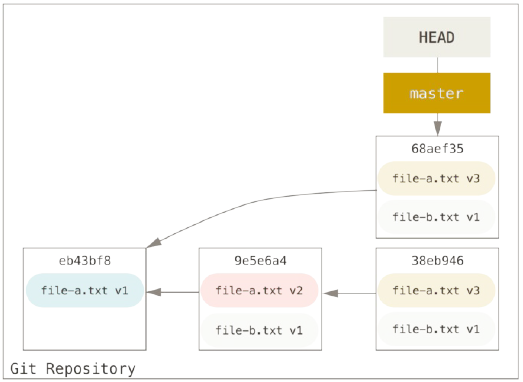 HEAD
master
68aef35
file-a.txt v3
file-b.txt v1
eb43bf8
file-a.txt v1
9e5e6a4
file-a.txt v2
file-b.txt v1
38eb946
file-a.txt v3
file-b.txt v1
Git Repository